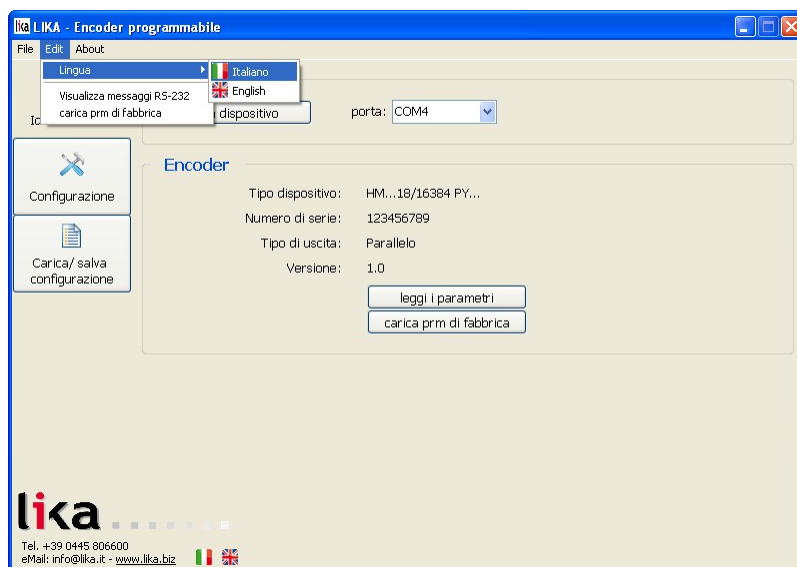 LIKA - Encoder programmabile
File Edit About
Lingua
Italiano
English
Visualizza messaggi RS-232
carica prm di fabbrica
dispositivo
porta: COM4
Configurazione
Carica/ salva
configurazione
Encoder
Tipo dispositivo: HM...18/16384 PY...
Numero di serie: 123456789
Tipo di uscita: Parallelo
Versione: 1.0
leggi i parametri
carica prm di fabbrica
lika
Tel. +39 0445 806600
eMail: info@lika.it - www.lika.biz